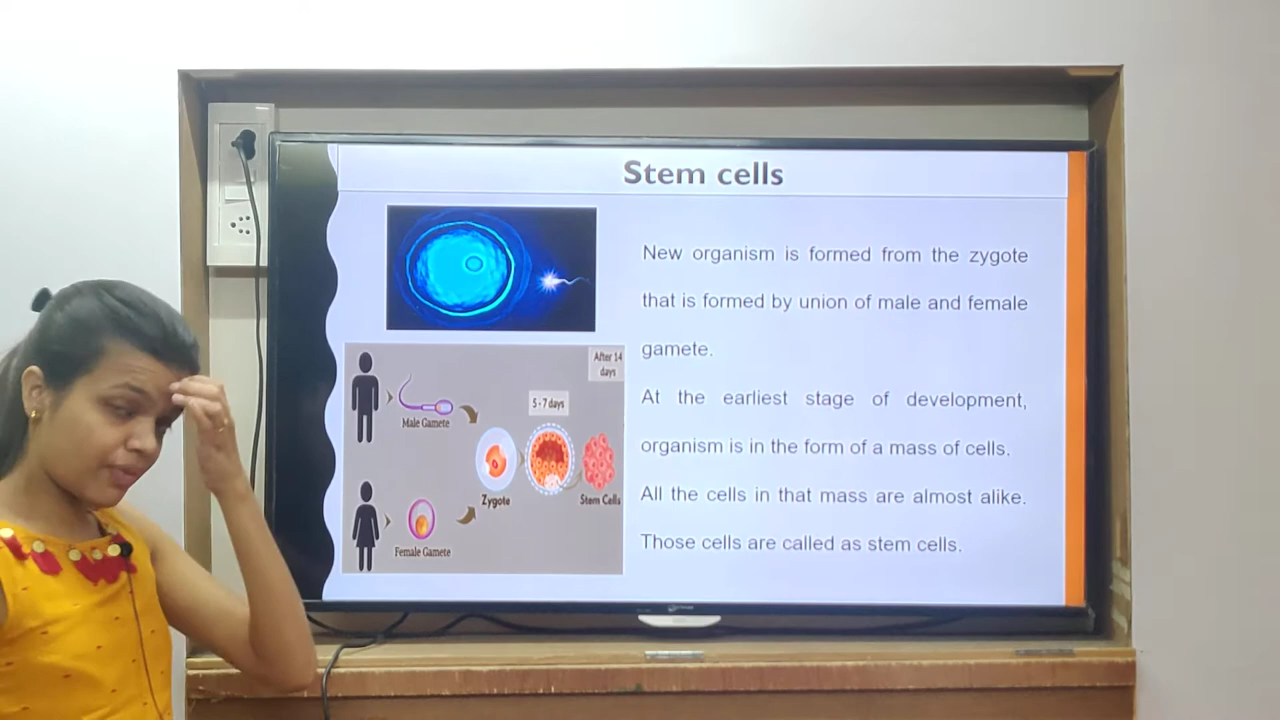 Stem cells
New organism is formed from the zygote
that is formed by union of male and female
gamete.
At the earliest stage of development,
organism is in the form of a mass of cells.
All the cells in that mass are almost alike.
Those cells are called as stem cells.
After 14
days
5-7 days
Male Gamete
Zygote
Stem Cells
Female Gamete